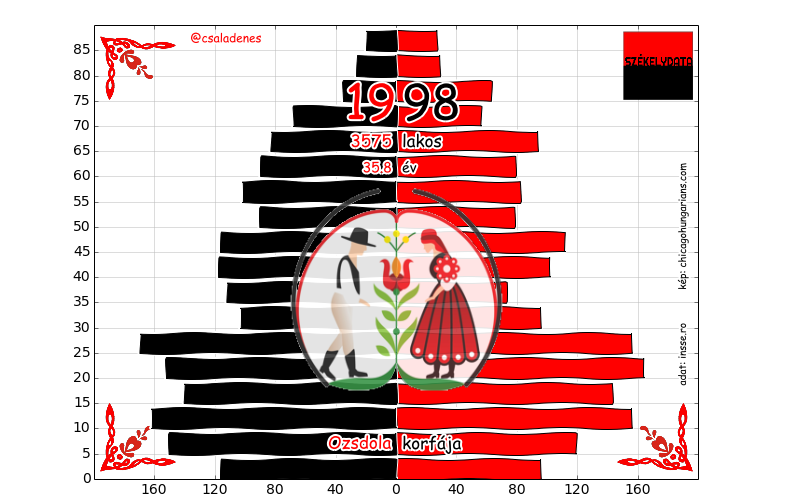 @csaladenes
SZÉKELYDATA
1998
3575 lakos
35.8 év
kép: chicagohungarians.com
adat: insse.ro
Ozsdola korfája
85
80
75
70
65
60
55
50
45
40
35
30
25
20
15
10
5
0
160 120 80 40 0 40 80 120 160